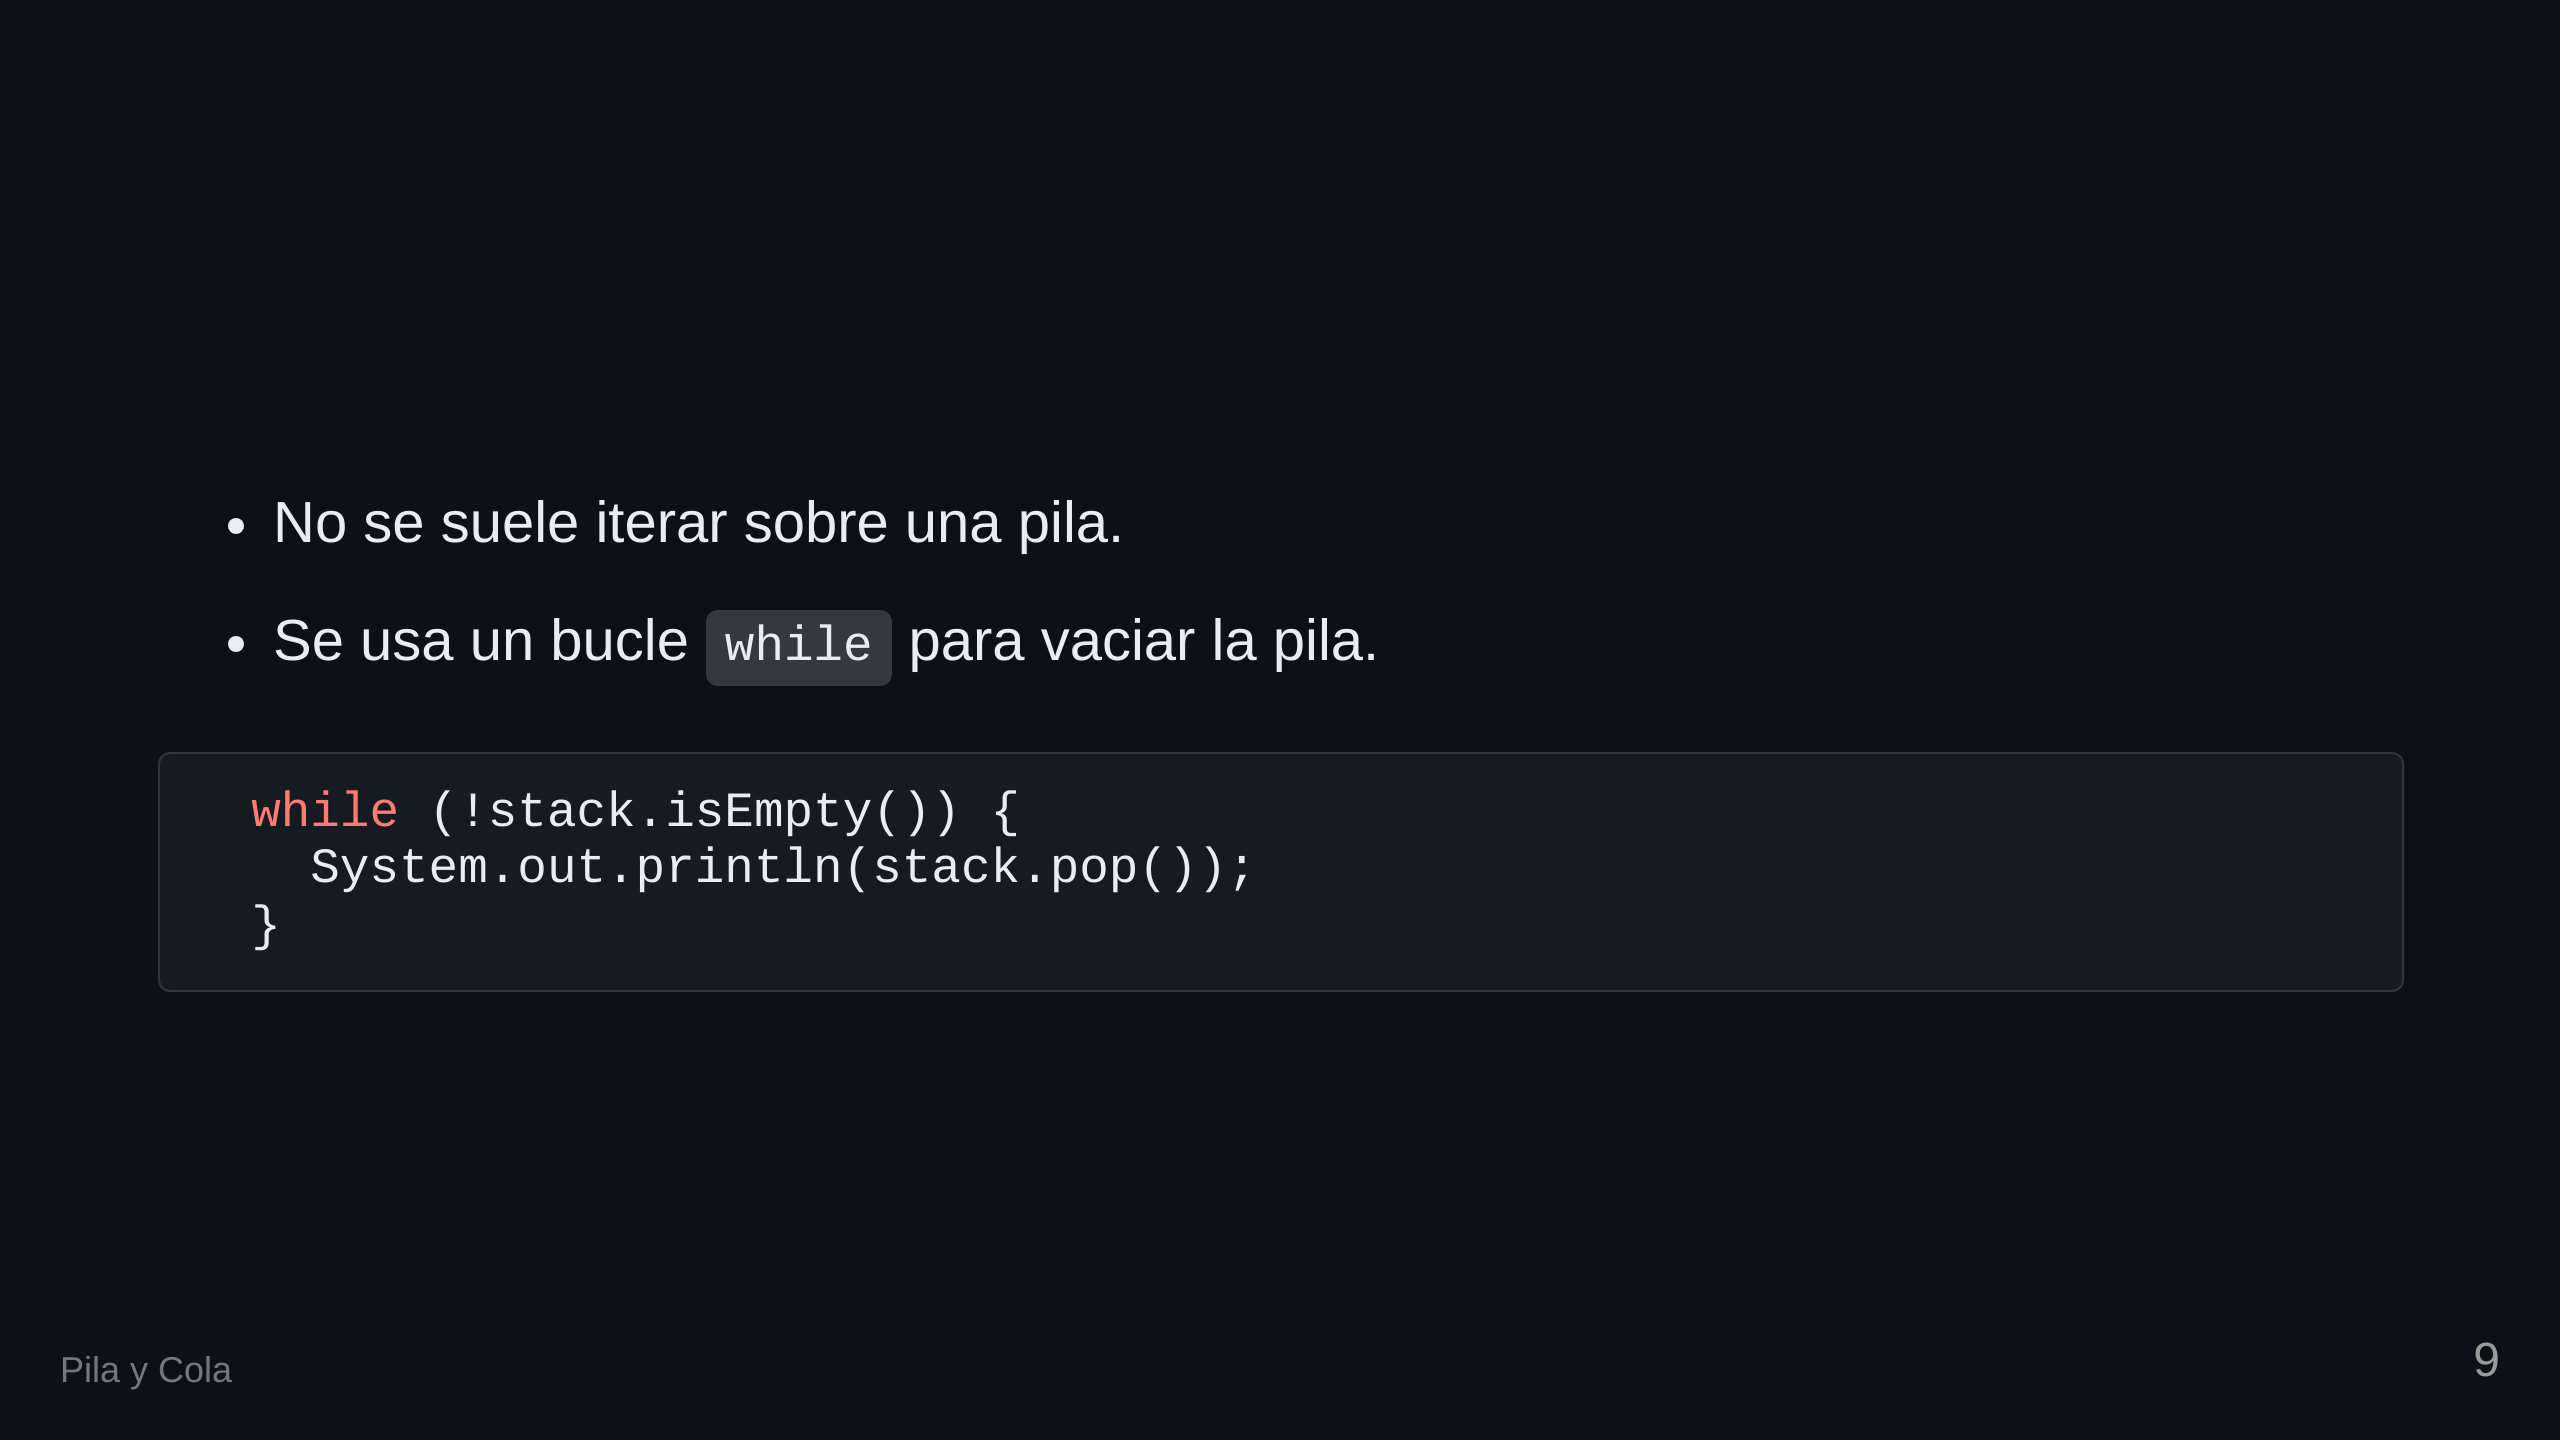 • No se suele iterar sobre una pila.
• Se usa un bucle while para vaciar la pila.
while (!stack.isEmpty()) {
  System.out.println(stack.pop());
}
Pila y Cola
9